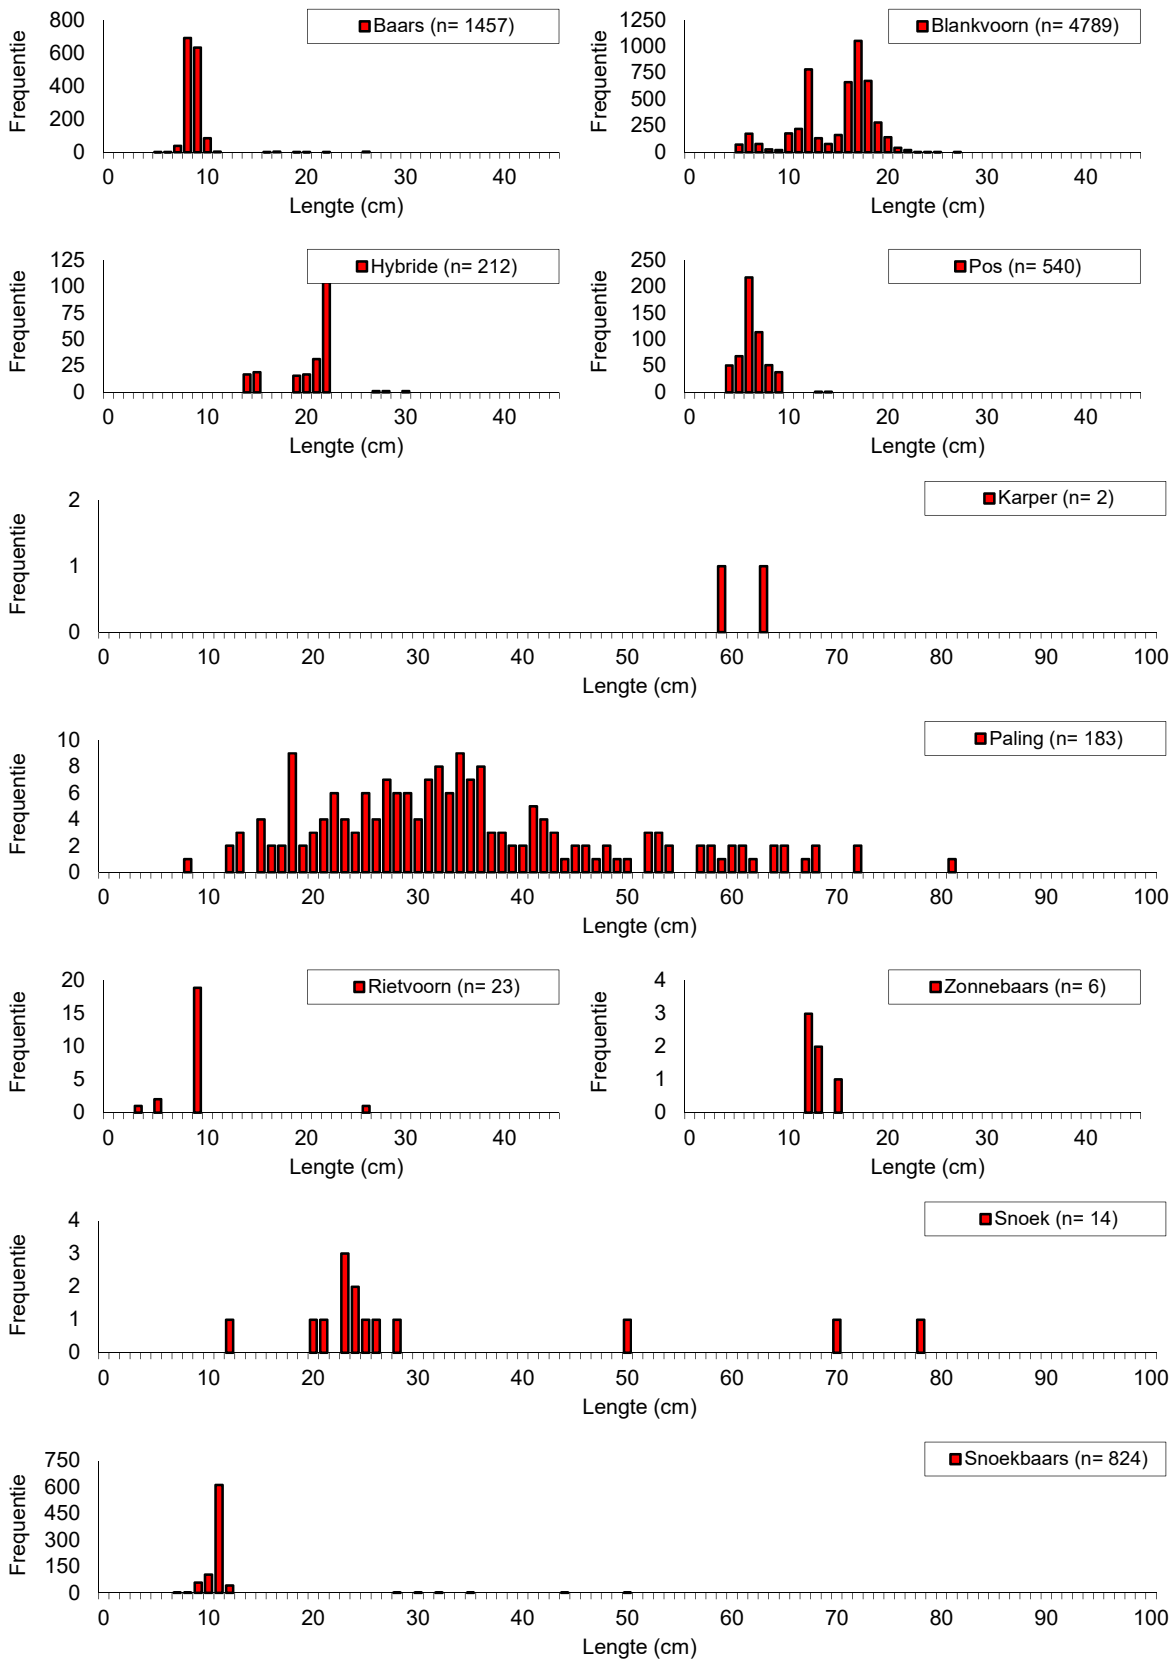 Baars (n= 1457)
Frequentie
800
600
400
200
0
0 10 20 30 40
Lengte (cm)
Blankvoorn (n= 4789)
Frequentie
1250
1000
750
500
250
0
0 10 20 30 40
Lengte (cm)
Hybride (n= 212)
Frequentie
125
100
75
50
25
0
0 10 20 30 40
Lengte (cm)
Pos (n= 540)
Frequentie
250
200
150
100
50
0
0 10 20 30 40
Lengte (cm)
Karper (n= 2)
Frequentie
2
1
0
0 10 20 30 40 50 60 70 80 90 100
Lengte (cm)
Paling (n= 183)
Frequentie
10
8
6
4
2
0
0 10 20 30 40 50 60 70 80 90 100
Lengte (cm)
Rietvoorn (n= 23)
Frequentie
20
15
10
5
0
0 10 20 30 40
Lengte (cm)
Zonnebaars (n= 6)
Frequentie
4
3
2
1
0
0 10 20 30 40
Lengte (cm)
Snoek (n= 14)
Frequentie
4
3
2
1
0
0 10 20 30 40 50 60 70 80 90 100
Lengte (cm)
Snoekbaars (n= 824)
Frequentie
750
600
450
300
150
0
0 10 20 30 40 50 60 70 80 90 100
Lengte (cm)